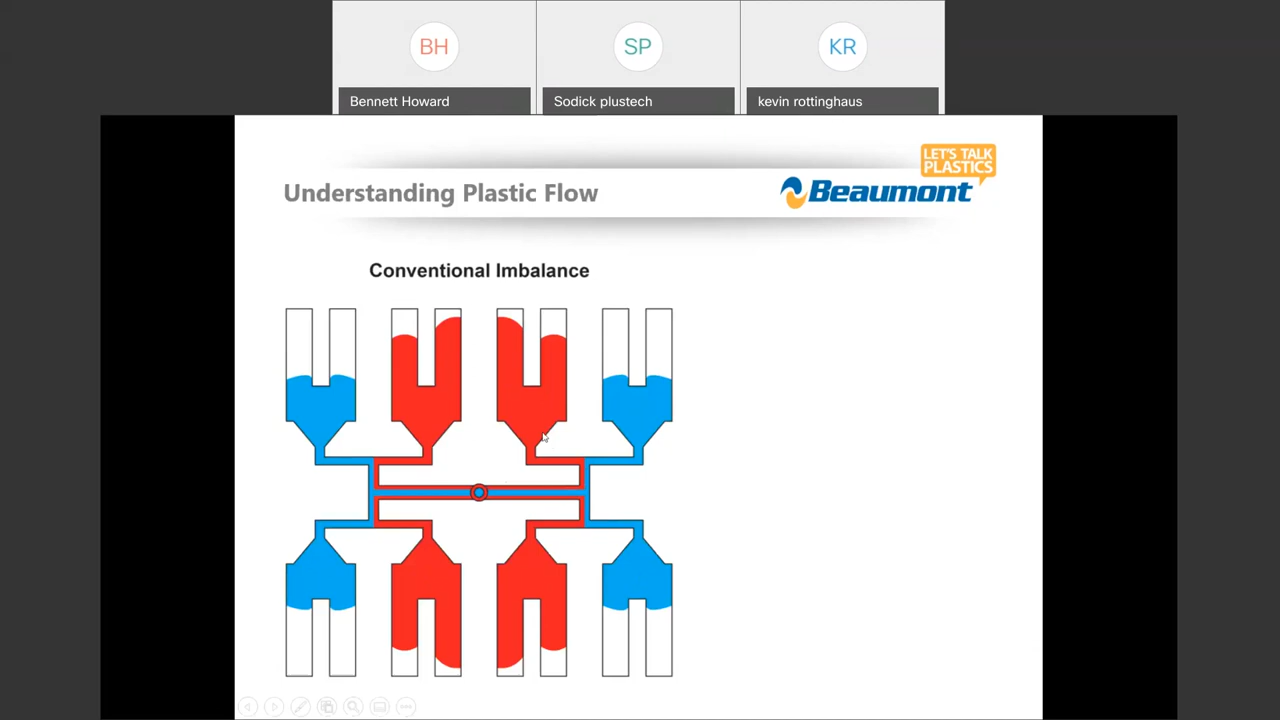 BH
SP
KR
Bennett Howard
Sodick plustech
kevin rottinghaus
LET'S TALK
PLASTICS
Understanding Plastic Flow
Beaumont
Conventional Imbalance